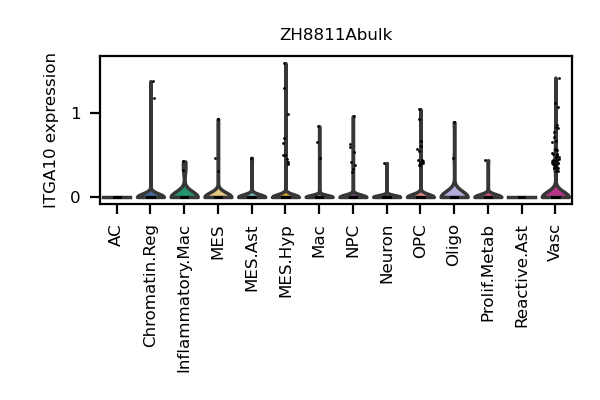 ZH8811Abulk
ITGA10 expression
1
0
AC
Chromatin.Reg
Inflammatory.Mac
MES
MES.Ast
MES.Hyp
Mac
NPC
Neuron
OPC
Oligo
Prolif.Metab
Reactive.Ast
Vasc